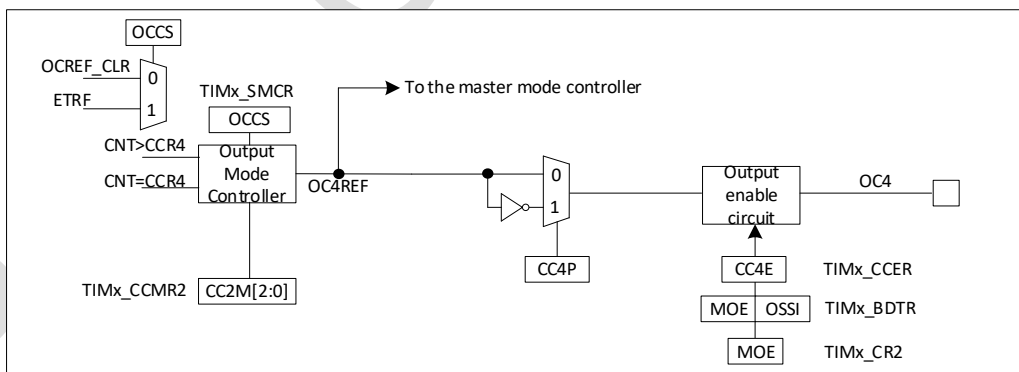 OCCS
OCREF_CLR
0
ETRF
1
TIMx_SMCR
OCCS
To the master mode controller
CNT>CCR4
CNT=CCR4
Output
Mode
Controller
OC4REF
0
1
CC4P
Output
enable
circuit
OC4
TIMx_CCMR2
CC2M[2:0]
CC4E
TIMx_CCER
MOE
OSSI
TIMx_BDTR
MOE
TIMx_CR2